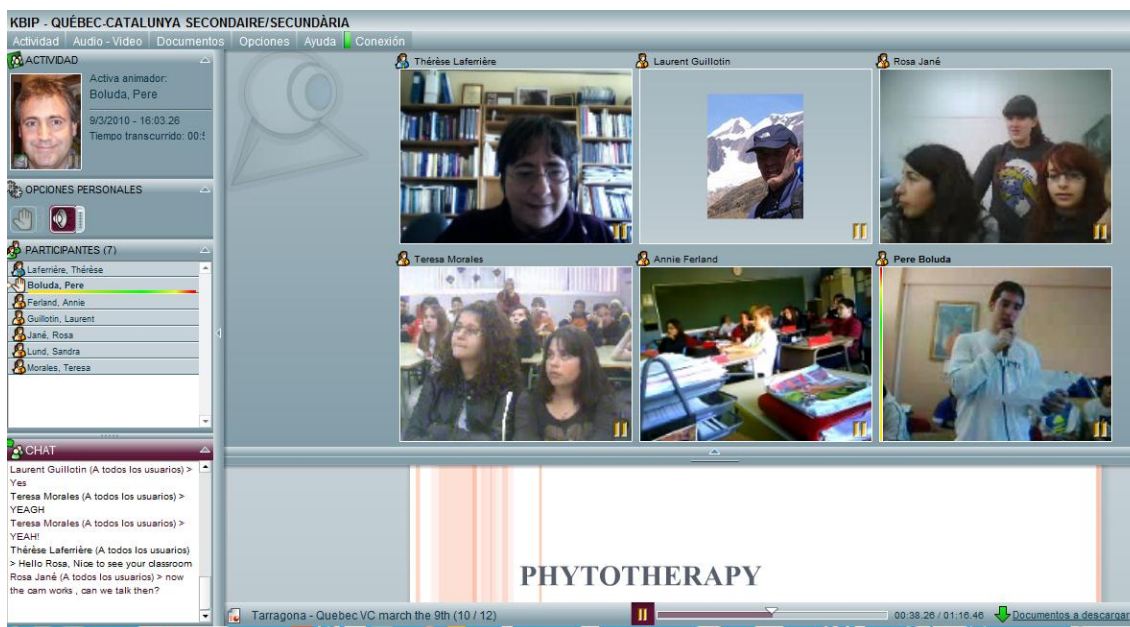 KBIP - QUÉBEC-CATALUNYA SECONDAIRE/SECUNDÀRIA
Actividad Audio - Video Documentos Opciones Ayuda Conexión
ACTIVIDAD
Activa animador:
Boluda, Pere
9/3/2010 - 16:03.26
Tiempo transcurrido: 00:5
OPCIONES PERSONALES
PARTICIPANTES (7)
Laferrière, Thérèse
Boluda, Pere
Ferland, Annie
Guillotin, Laurent
Jané, Rosa
Lund, Sandra
Morales, Teresa
CHAT
Laurent Guillotin (A todos los usuarios) >
Yes
Teresa Morales (A todos los usuarios) >
YEAGH
Teresa Morales (A todos los usuarios) >
YEAH!
Thérèse Laferrière (A todos los usuarios)
> Hello Rosa, Nice to see your classroom
Rosa Jané (A todos los usuarios) > now
the cam works , can we talk then?
Thérèse Laferrière
Laurent Guillotin
Rosa Jané
Teresa Morales
Annie Ferland
Pere Boluda
PHYTOTHERAPY
Tarragona - Quebec VC march the 9th (10 / 12)
00:38.26 / 01:16.46
Documentos a descargar